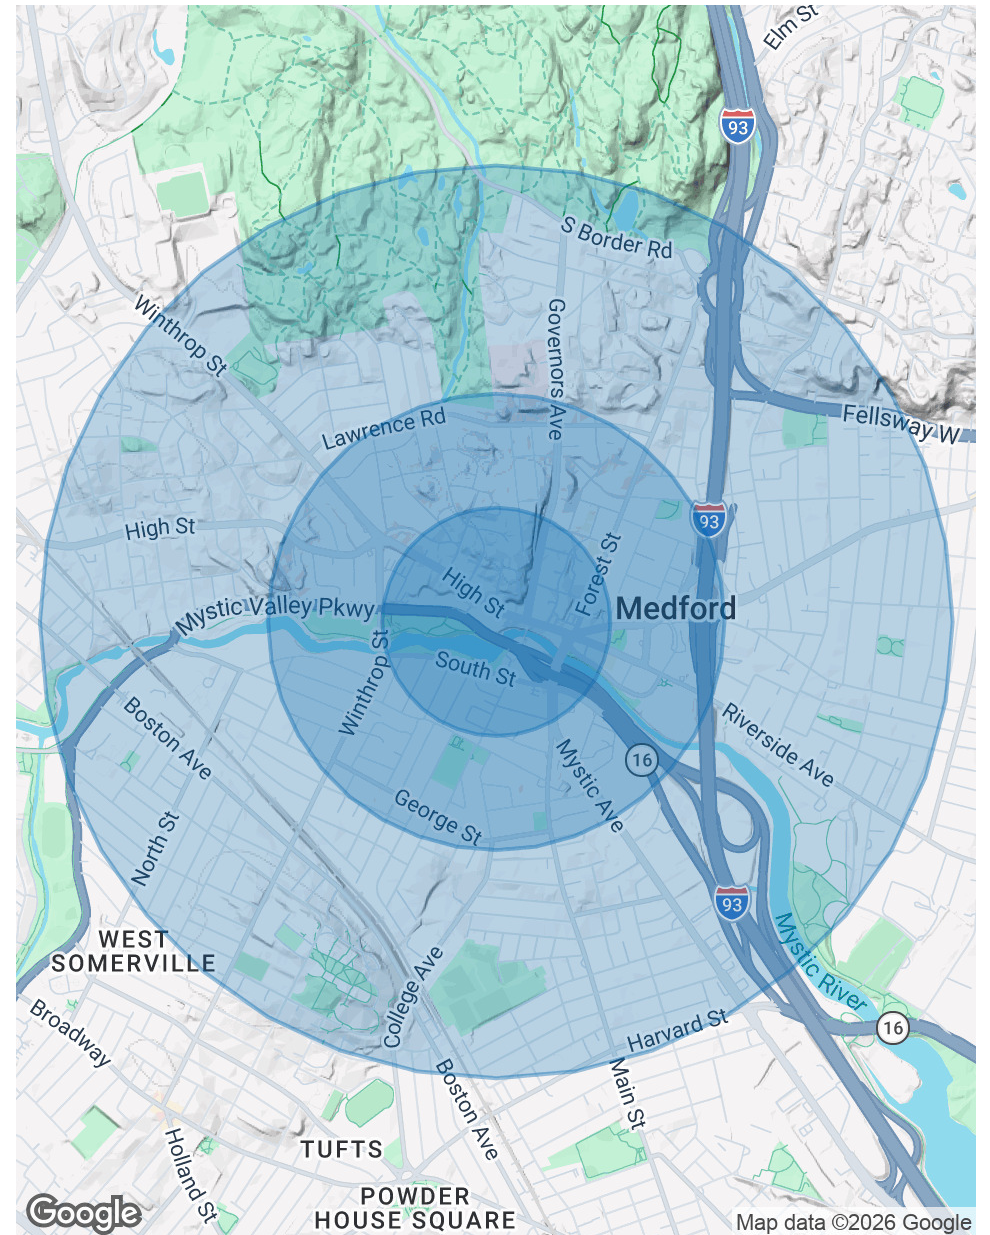 Elm St
93
S Border Rd
Winthrop St
Governors Ave
Fellsway W
Lawrence Rd
High St
93
Forest St
High St
Mystic Valley Pkwy
Medford
South St
Winthrop St
Boston Ave
Riverside Ave
Mystic Ave
16
George St
North St
93
WEST
SOMERVILLE
Mystic River
College Ave
Broadway
Harvard St
16
Main St
Boston Ave
Holland St
TUFTS
POWDER
HOUSE SQUARE
Google
Map data ©2026 Google